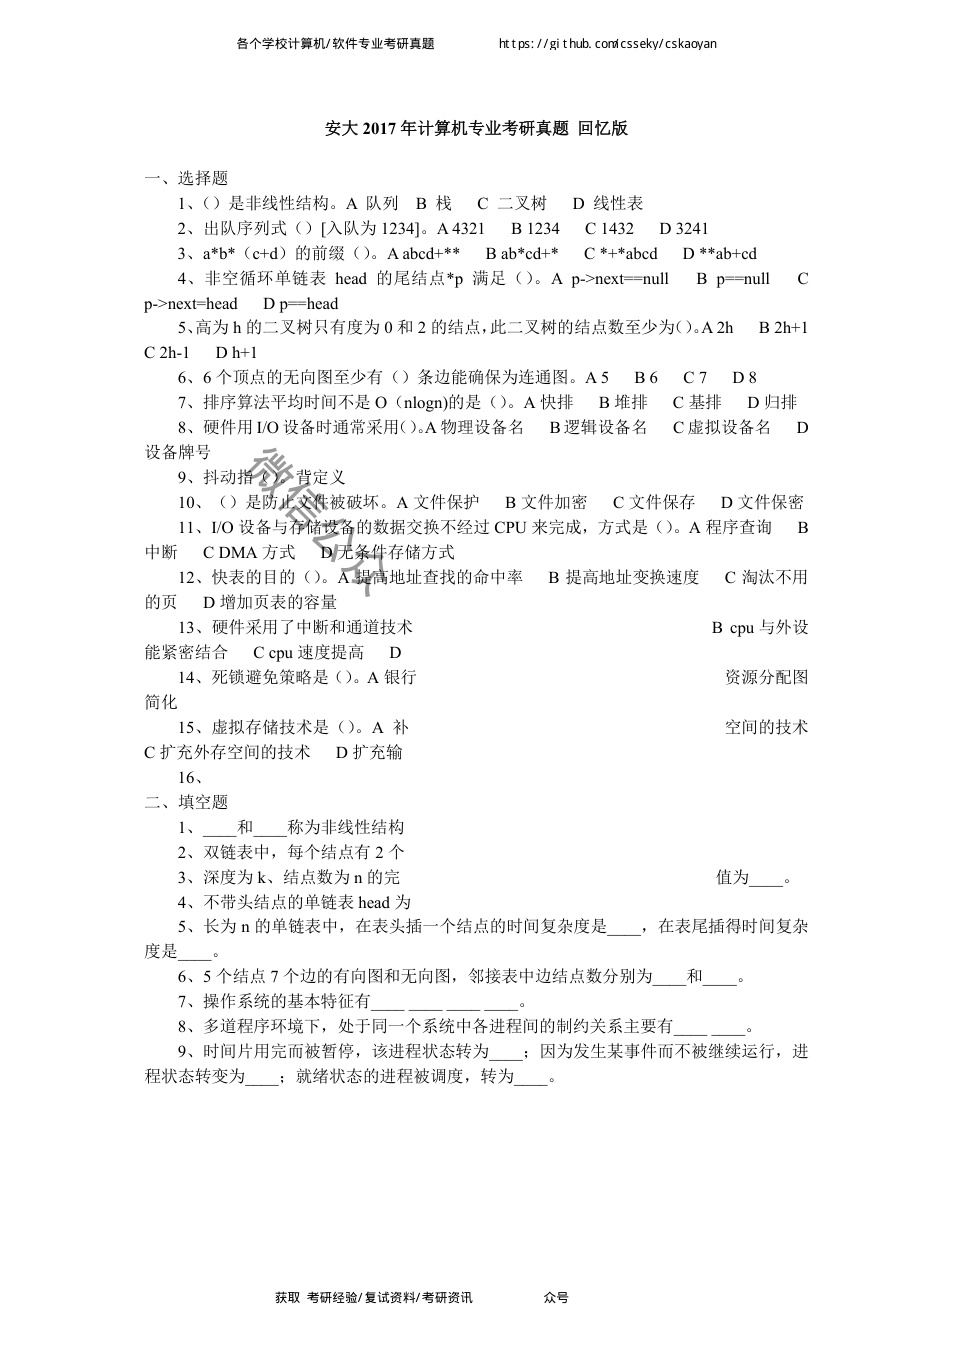 各个学校计算机/软件专业考研真题 https://github.com/csseky/cskaoyan
安大 2017 年计算机专业考研真题 回忆版
一、选择题
1、（）是非线性结构。A 队列 B 栈 C 二叉树 D 线性表
2、出队序列式（）[入队为 1234]。A 4321 B 1234 C 1432 D 3241
3、a*b*（c+d）的前缀（）。A abcd+** B ab*cd+* C *+*abcd D **ab+cd
4、非空循环单链表 head 的尾结点*p 满足（）。A p->next==null B p==null C
p->next=head D p==head
5、高为 h 的二叉树只有度为 0 和 2 的结点，此二叉树的结点数至少为（）。A 2h B 2h+1
C 2h-1 D h+1
6、6 个顶点的无向图至少有（）条边能确保为连通图。A 5 B 6 C 7 D 8
7、排序算法平均时间不是 O（nlogn)的是（）。A 快排 B 堆排 C 基排 D 归排
8、硬件用 I/O 设备时通常采用（）。A 物理设备名 B 逻辑设备名 C 虚拟设备名 D
设备牌号
9、抖动指（）。背定义
10、（）是防止文件被破坏。A 文件保护 B 文件加密 C 文件保存 D 文件保密
11、I/O 设备与存储设备的数据交换不经过 CPU 来完成，方式是（）。A 程序查询 B
中断 C DMA 方式 D 无条件存储方式
12、快表的目的（）。A 提高地址查找的命中率 B 提高地址变换速度 C 淘汰不用
的页 D 增加页表的容量
13、硬件采用了中断和通道技术 B cpu 与外设
能紧密结合 C cpu 速度提高 D
14、死锁避免策略是（）。A 银行 资源分配图
简化
15、虚拟存储技术是（）。A 补 空间的技术
C 扩充外存空间的技术 D 扩充输
16、
二、填空题
1、____和____称为非线性结构
2、双链表中，每个结点有 2 个
3、深度为 k、结点数为 n 的完 值为____。
4、不带头结点的单链表 head 为
5、长为 n 的单链表中，在表头插一个结点的时间复杂度是____，在表尾插得时间复杂
度是____。
6、5 个结点 7 个边的有向图和无向图，邻接表中边结点数分别为____和____。
7、操作系统的基本特征有____ ____ ____ ____。
8、多道程序环境下，处于同一个系统中各进程间的制约关系主要有____ ____。
9、时间片用完而被暂停，该进程状态转为____；因为发生某事件而不被继续运行，进
程状态转变为____；就绪状态的进程被调度，转为____。
微信公众
获取 考研经验/复试资料/考研资讯 众号